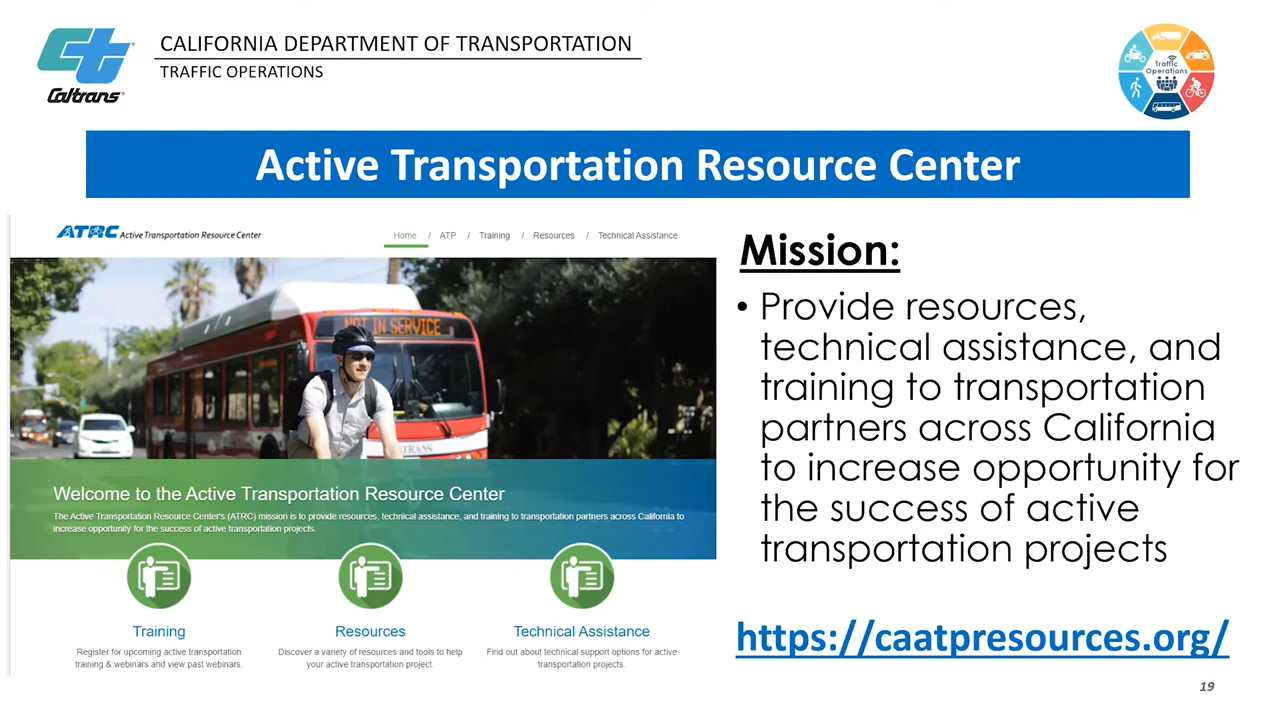 CALIFORNIA DEPARTMENT OF TRANSPORTATION
TRAFFIC OPERATIONS
Caltrans
Traffic
Operations
Active Transportation Resource Center
ATRC Active Transportation Resource Center
Home / ATP / Training / Resources / Technical Assistance
NOT IN SERVICE
TRANS
Welcome to the Active Transportation Resource Center
The Active Transportation Resource Center's (ATRC) mission is to provide resources, technical assistance, and training to transportation partners across California to
increase opportunity for the success of active transportation projects.
Training
Register for upcoming active transportation
training & webinars and view past webinars.
Resources
Discover a variety of resources and tools to help
your active transportation project.
Technical Assistance
Find out about technical support options for active
transportation projects.
Mission:
• Provide resources,
technical assistance, and
training to transportation
partners across California
to increase opportunity for
the success of active
transportation projects
https://caatpresources.org/
19